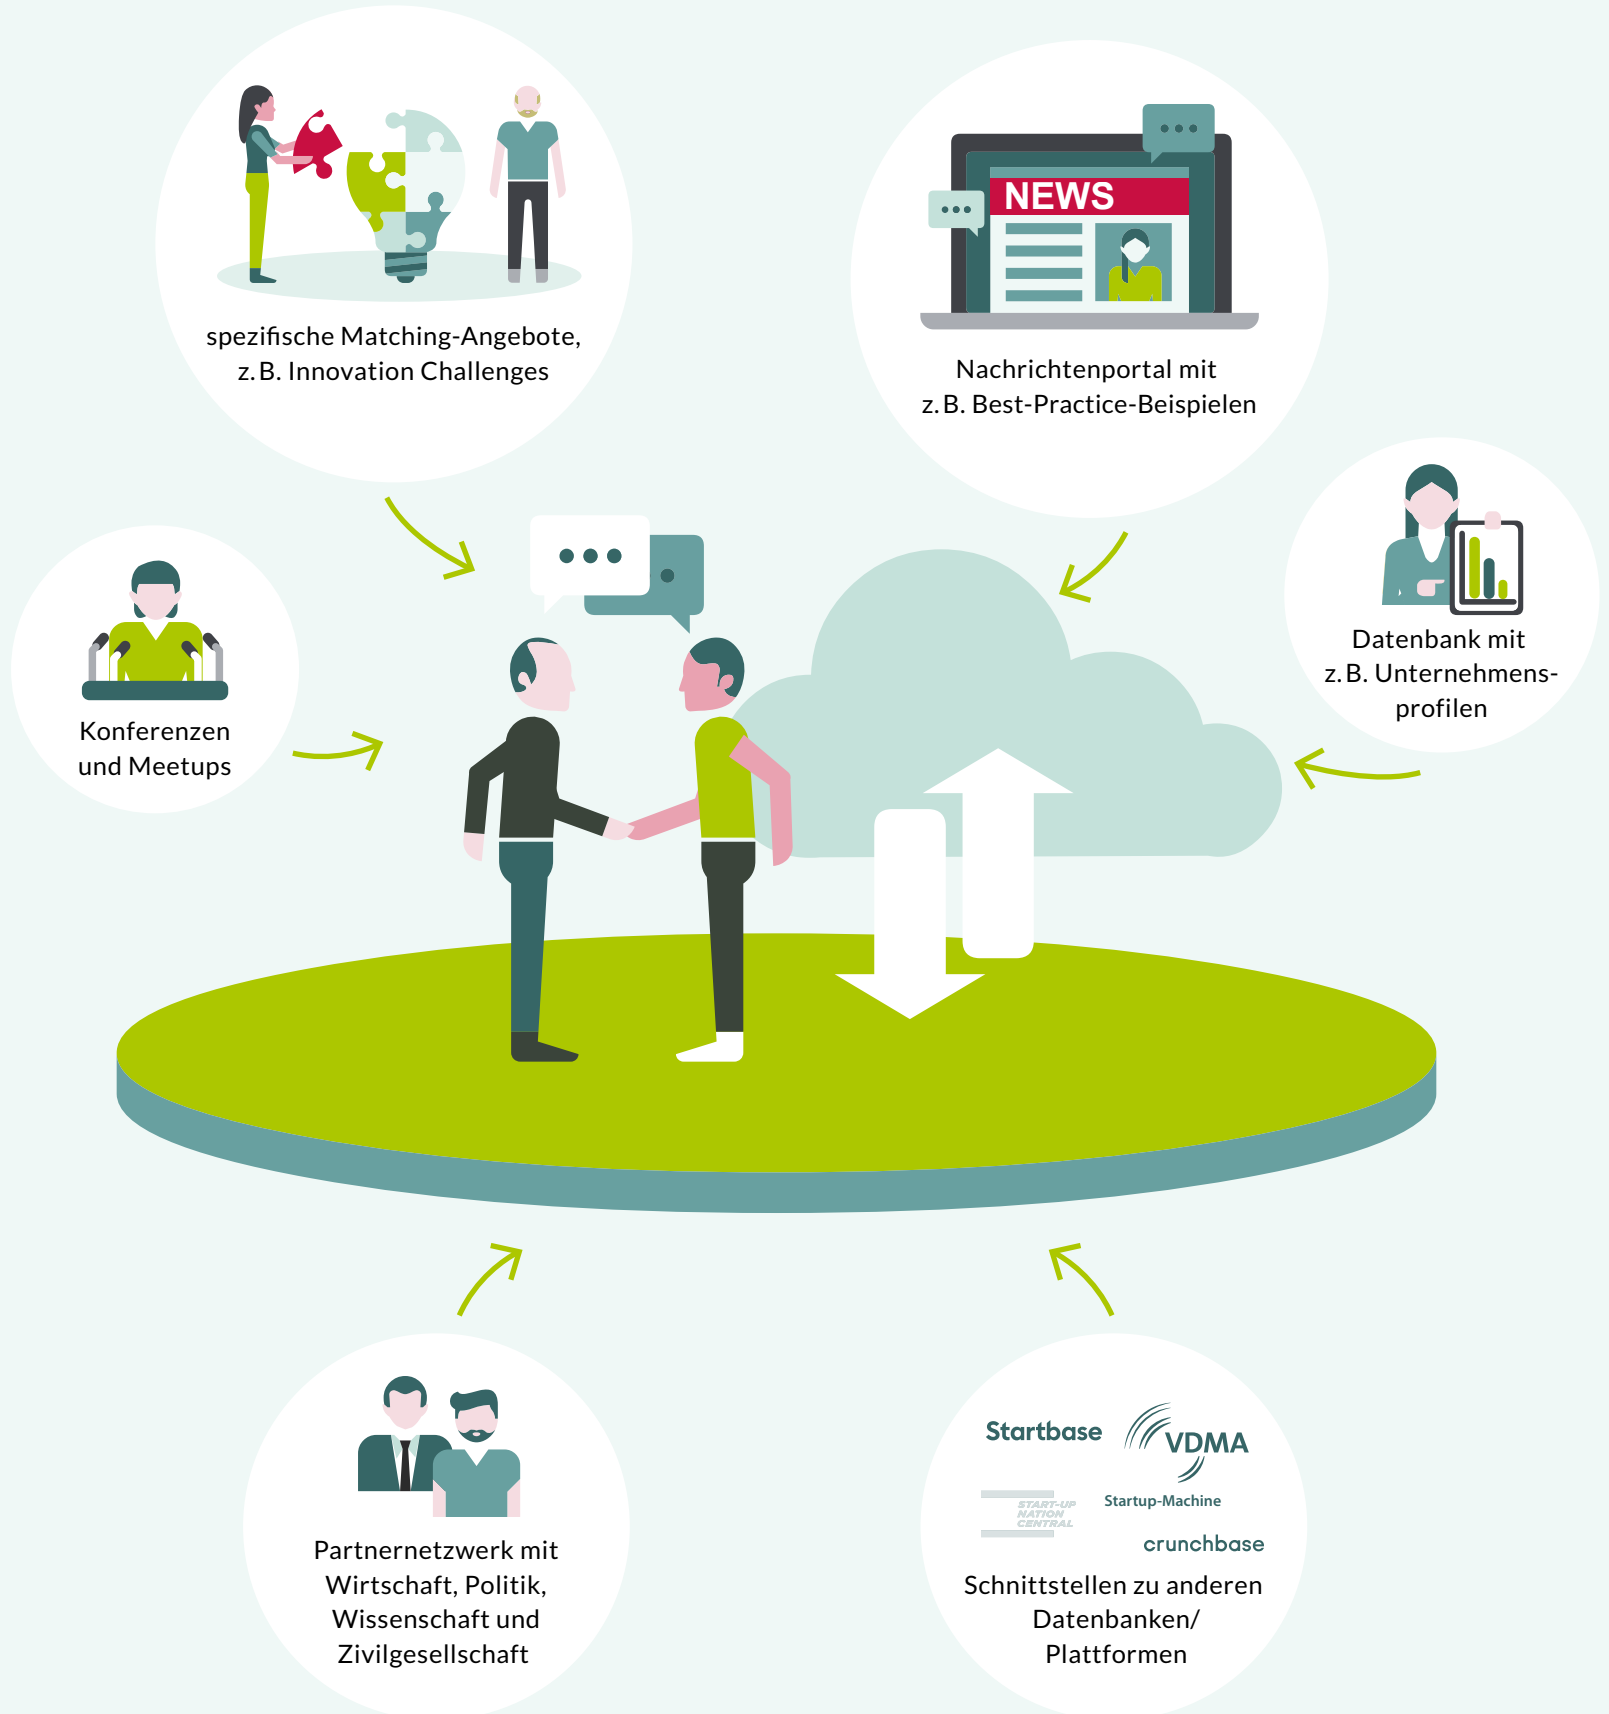 spezifische Matching-Angebote,
z. B. Innovation Challenges
NEWS
Nachrichtenportal mit
z. B. Best-Practice-Beispielen
Datenbank mit
z. B. Unternehmens-
profilen
Konferenzen
und Meetups
Partnernetzwerk mit
Wirtschaft, Politik,
Wissenschaft und
Zivilgesellschaft
Startbase
VDMA
START-UP
NATION
CENTRAL
Startup-Machine
crunchbase
Schnittstellen zu anderen
Datenbanken/
Plattformen